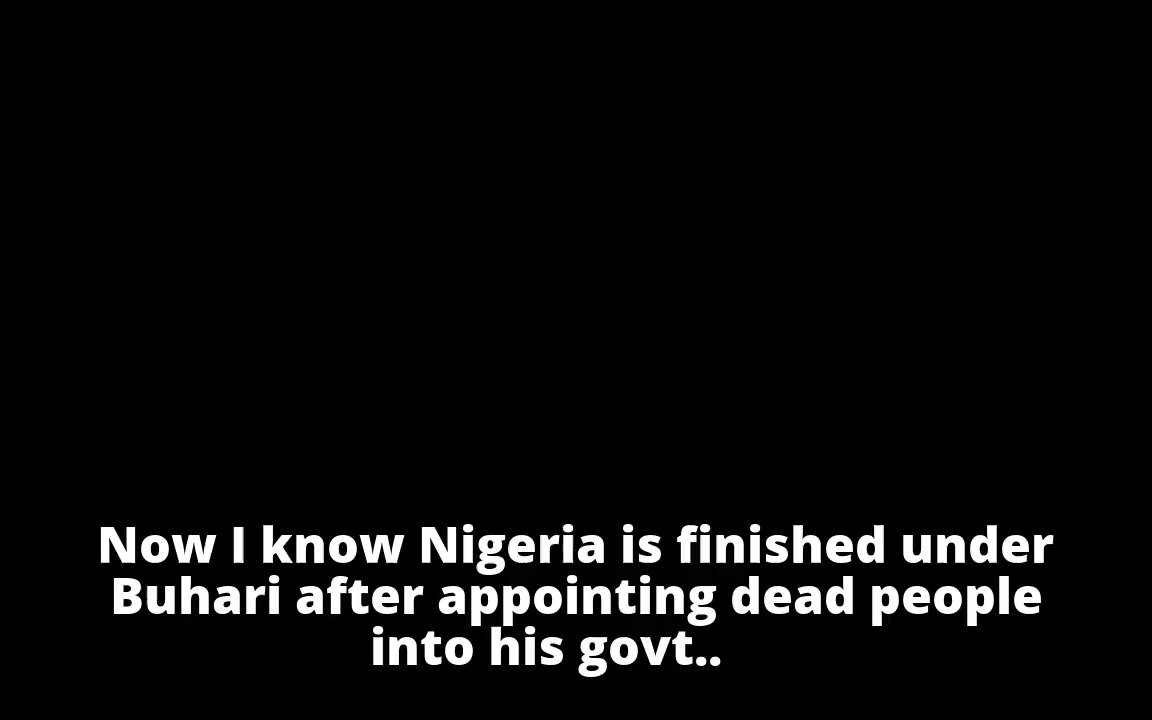 Now I know Nigeria is finished under
Buhari after appointing dead people
into his govt..